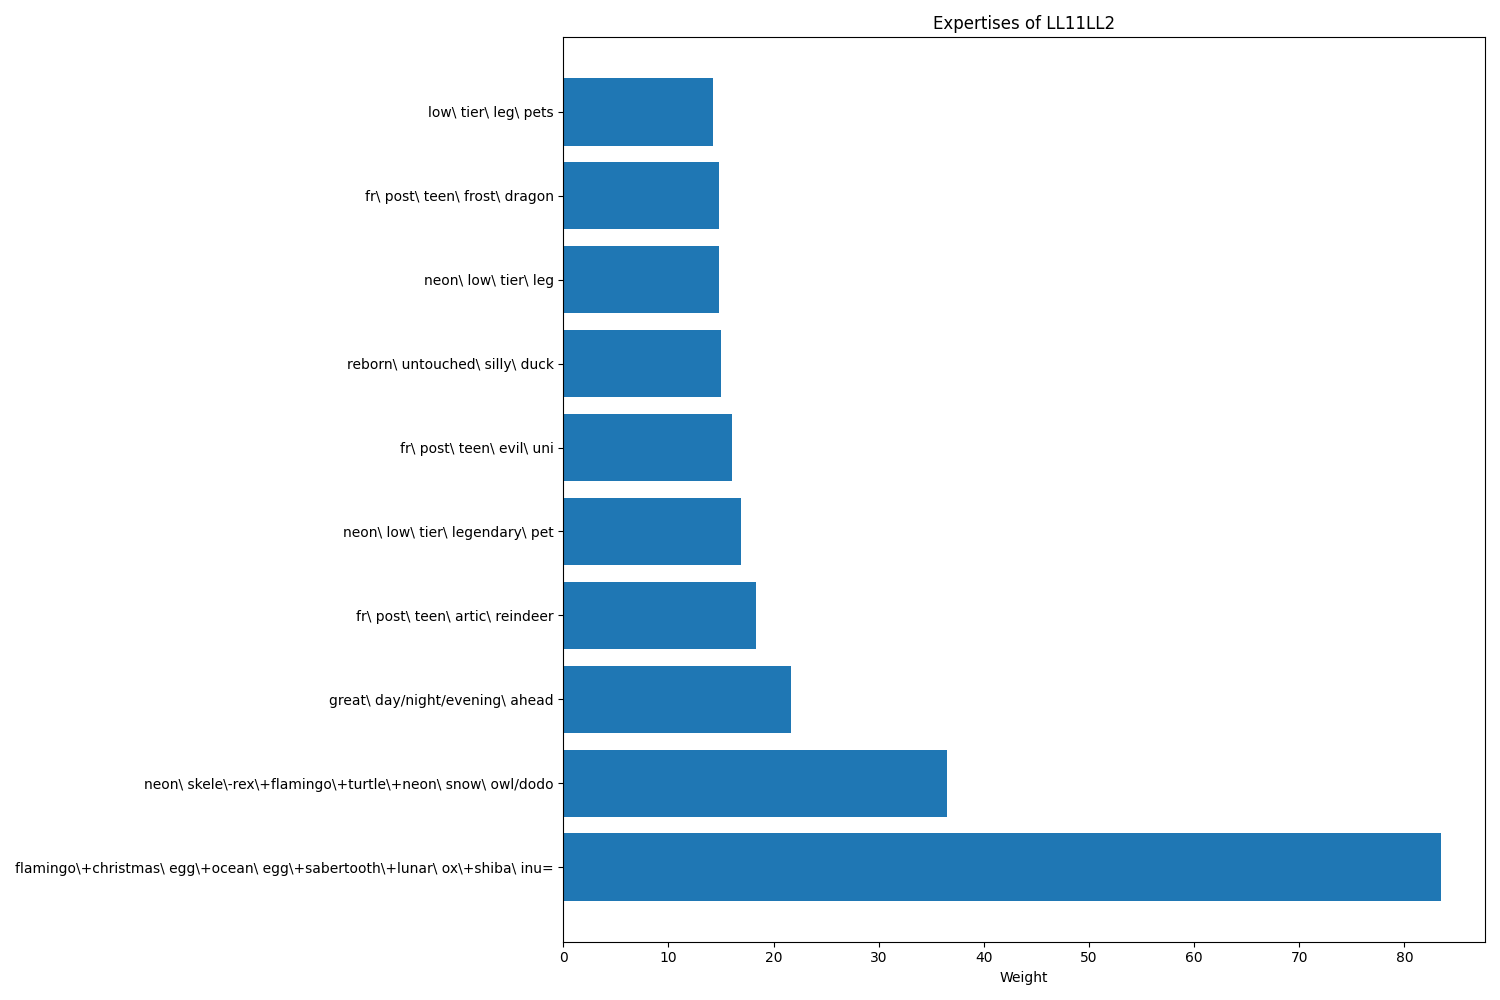 Expertises of LL11LL2
low\ tier\ leg\ pets
fr\ post\ teen\ frost\ dragon
neon\ low\ tier\ leg
reborn\ untouched\ silly\ duck
fr\ post\ teen\ evil\ uni
neon\ low\ tier\ legendary\ pet
fr\ post\ teen\ artic\ reindeer
great\ day/night/evening\ ahead
neon\ skele\-rex\+flamingo\+turtle\+neon\ snow\ owl/dodo
flamingo\+christmas\ egg\+ocean\ egg\+sabertooth\+lunar\ ox\+shiba\ inu=
0 10 20 30 40 50 60 70 80
Weight